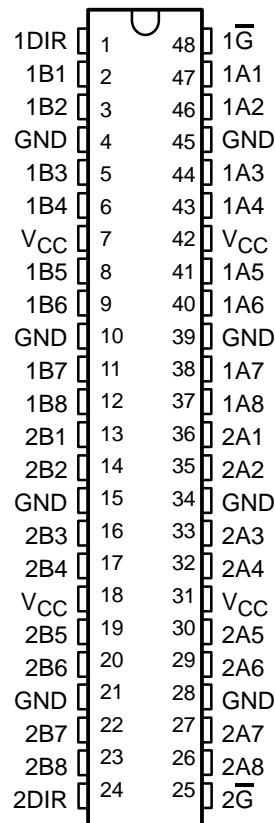 1DIR 1 48 1G̅
1B1 2 47 1A1
1B2 3 46 1A2
GND 4 45 GND
1B3 5 44 1A3
1B4 6 43 1A4
VCC 7 42 VCC
1B5 8 41 1A5
1B6 9 40 1A6
GND 10 39 GND
1B7 11 38 1A7
1B8 12 37 1A8
2B1 13 36 2A1
2B2 14 35 2A2
GND 15 34 GND
2B3 16 33 2A3
2B4 17 32 2A4
VCC 18 31 VCC
2B5 19 30 2A5
2B6 20 29 2A6
GND 21 28 GND
2B7 22 27 2A7
2B8 23 26 2A8
2DIR 24 25 2G̅